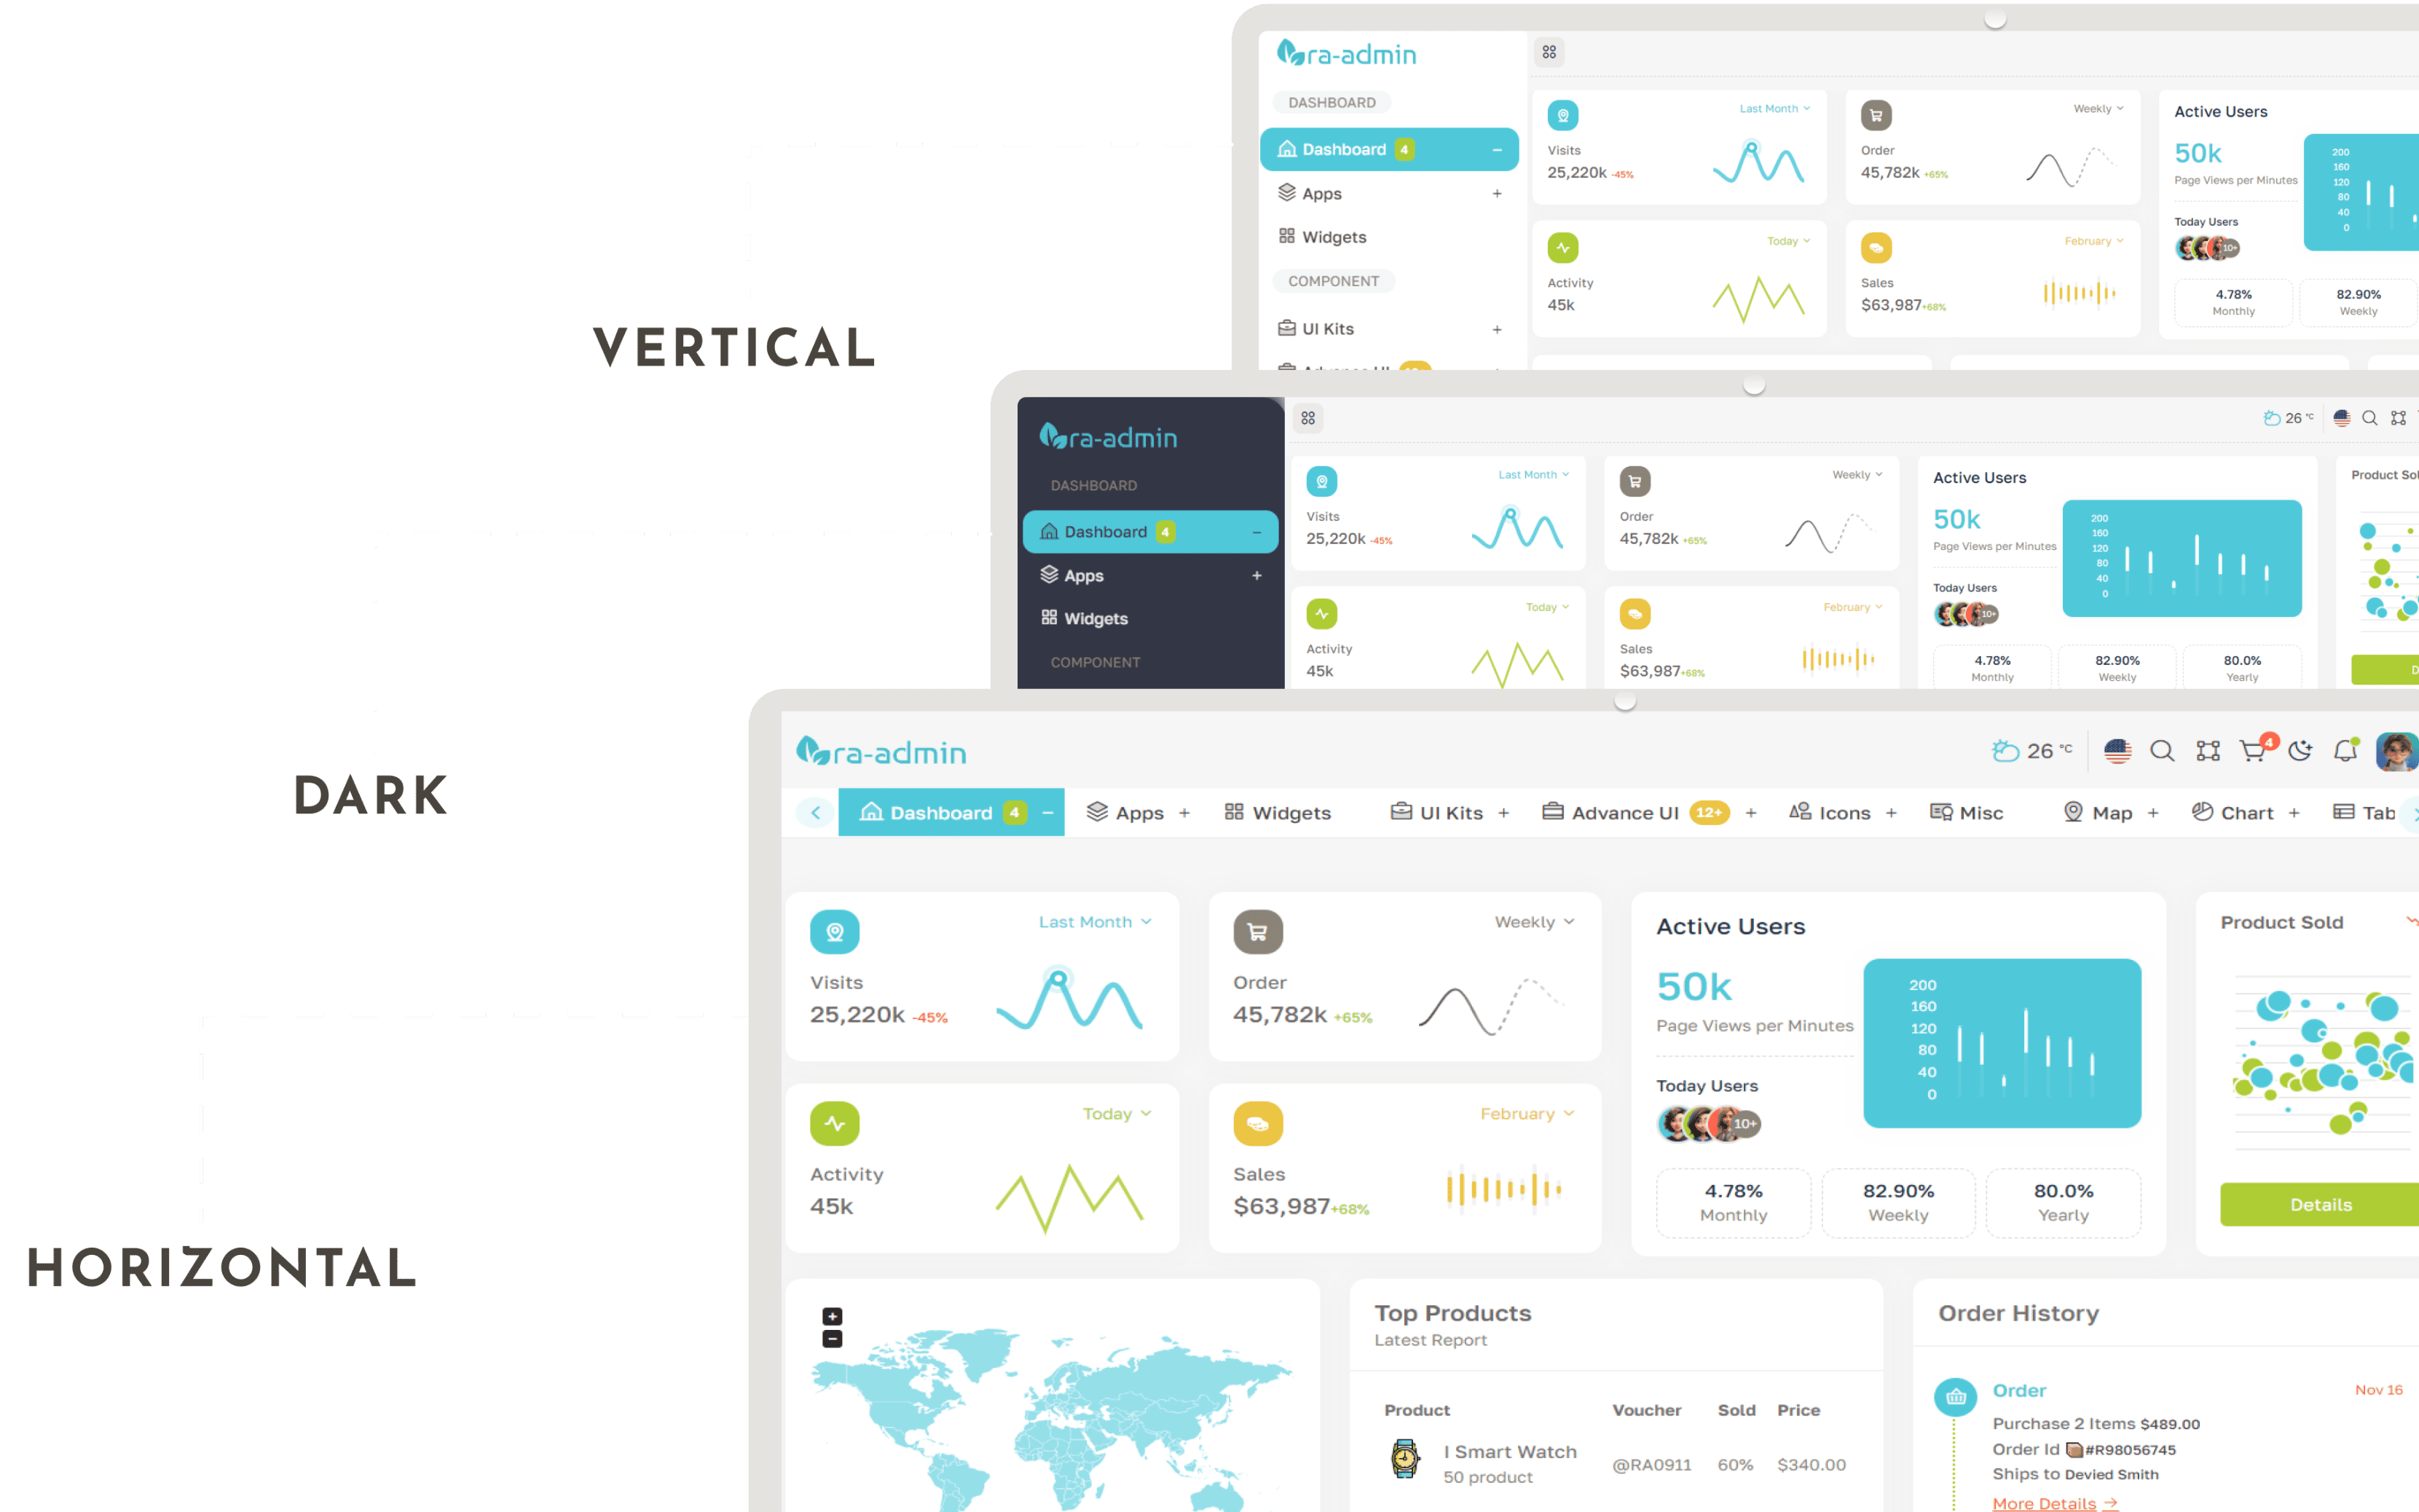 ra-admin
DASHBOARD
Dashboard 4
Apps
Widgets
COMPONENT
UI Kits
Last Month
Visits
25,220k -45%
Weekly
Order
45,782k +65%
Today
Activity
45k
February
Sales
$63,987+68%
Active Users
50k
Page Views per Minutes
Today Users
10+
200
160
120
80
40
0
4.78%
Monthly
82.90%
Weekly
VERTICAL
ra-admin
DASHBOARD
Dashboard 4
Apps
Widgets
COMPONENT
26 °C
Last Month
Visits
25,220k -45%
Weekly
Order
45,782k +65%
Today
Activity
45k
February
Sales
$63,987+68%
Active Users
50k
Page Views per Minutes
Today Users
10+
200
160
120
80
40
0
4.78%
Monthly
82.90%
Weekly
80.0%
Yearly
Product Sol
D
DARK
ra-admin
26 °C
4
Dashboard 4 Apps + Widgets UI Kits + Advance UI 12+ + Icons + Misc Map + Chart + Tab
Last Month
Visits
25,220k -45%
Weekly
Order
45,782k +65%
Today
Activity
45k
February
Sales
$63,987+68%
Active Users
50k
Page Views per Minutes
Today Users
10+
200
160
120
80
40
0
4.78%
Monthly
82.90%
Weekly
80.0%
Yearly
Product Sold
Details
HORIZONTAL
Top Products
Latest Report
Product Voucher Sold Price
I Smart Watch
50 product
@RA0911 60% $340.00
Order History
Order
Nov 16
Purchase 2 Items $489.00
Order Id #R98056745
Ships to Devied Smith
More Details →